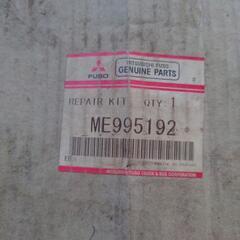 FUSO
MITSUBISHI FUSO
GENUINE PARTS
REPAIR KIT QTY: 1
ME995192
MITSUBISHI FUSO TRUCK & BUS CORPORATION